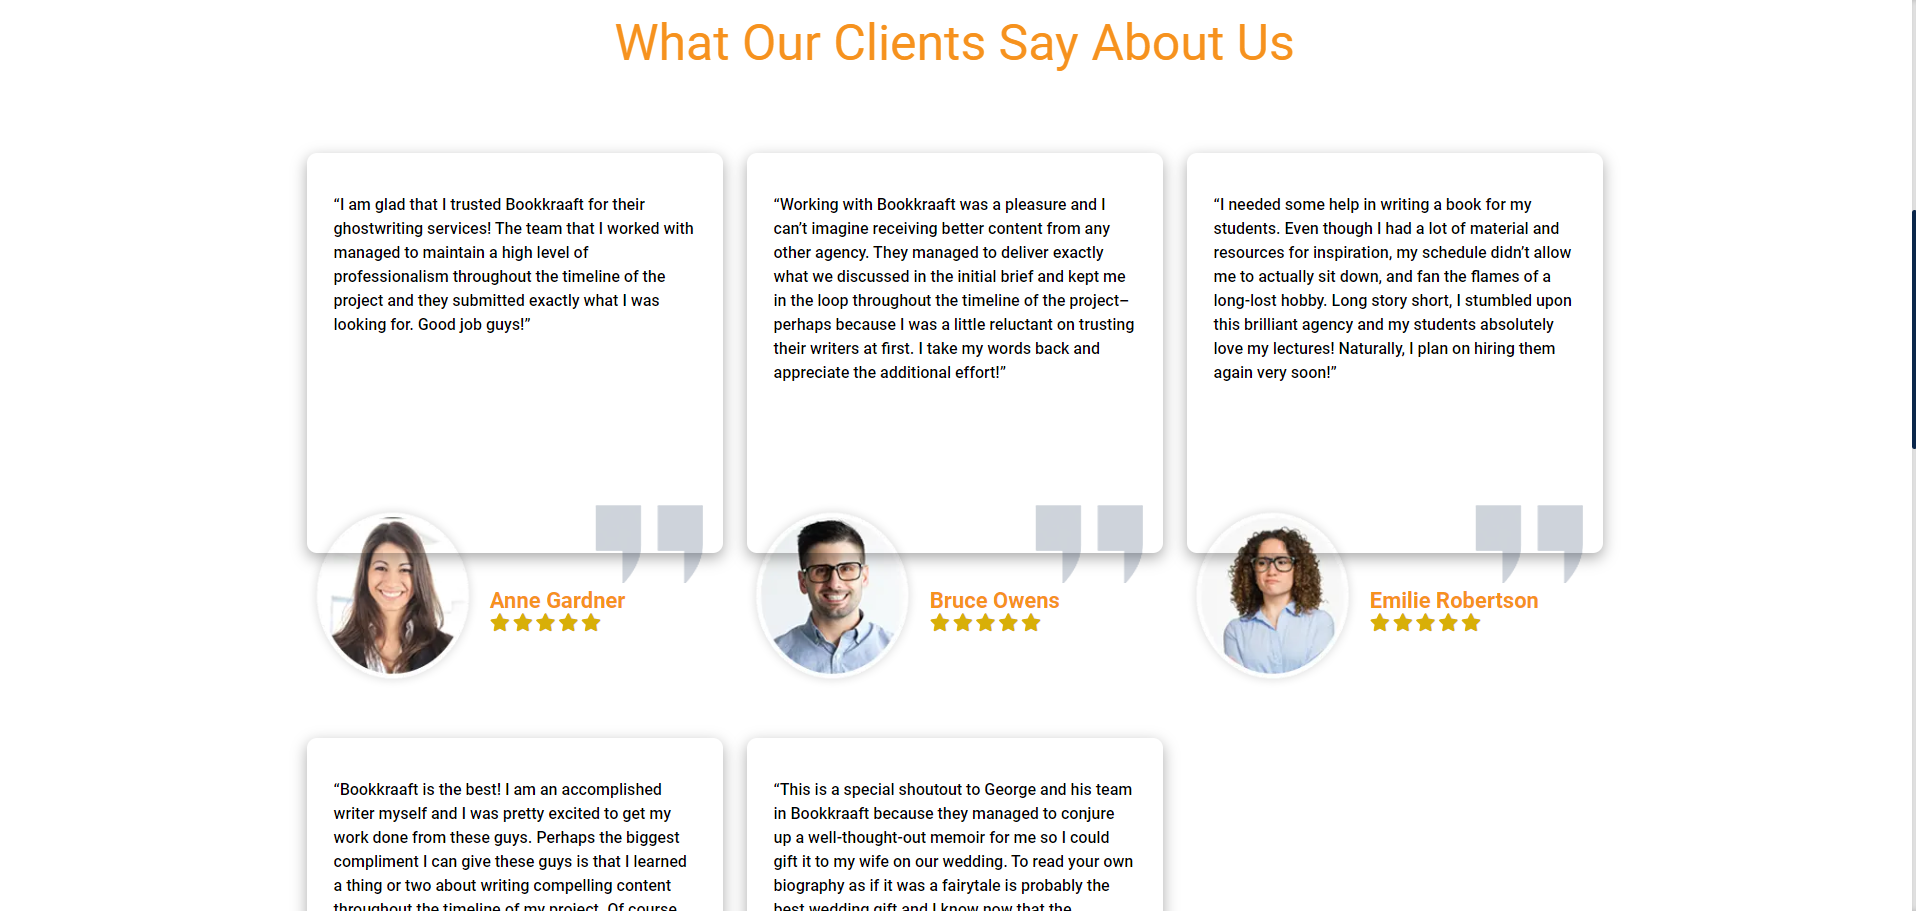 What Our Clients Say About Us
“I am glad that I trusted Bookkraaft for their
ghostwriting services! The team that I worked with
managed to maintain a high level of
professionalism throughout the timeline of the
project and they submitted exactly what I was
looking for. Good job guys!”
Anne Gardner
“Working with Bookkraaft was a pleasure and I
can’t imagine receiving better content from any
other agency. They managed to deliver exactly
what we discussed in the initial brief and kept me
in the loop throughout the timeline of the project–
perhaps because I was a little reluctant on trusting
their writers at first. I take my words back and
appreciate the additional effort!”
Bruce Owens
“I needed some help in writing a book for my
students. Even though I had a lot of material and
resources for inspiration, my schedule didn’t allow
me to actually sit down, and fan the flames of a
long-lost hobby. Long story short, I stumbled upon
this brilliant agency and my students absolutely
love my lectures! Naturally, I plan on hiring them
again very soon!”
Emilie Robertson
“Bookkraaft is the best! I am an accomplished
writer myself and I was pretty excited to get my
work done from these guys. Perhaps the biggest
compliment I can give these guys is that I learned
a thing or two about writing compelling content
throughout the timeline of my project. Of course
“This is a special shoutout to George and his team
in Bookkraaft because they managed to conjure
up a well-thought-out memoir for me so I could
gift it to my wife on our wedding. To read your own
biography as if it was a fairytale is probably the
best wedding gift and I know now that the